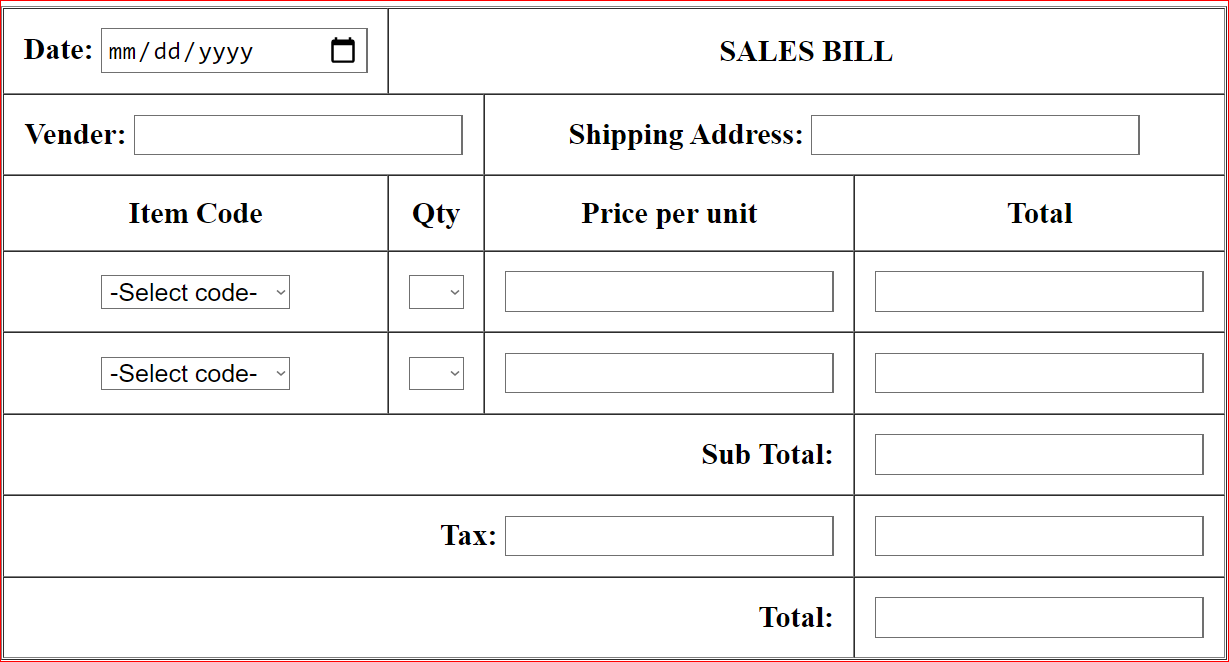 Date: mm/dd/yyyy SALES BILL
Vender: Shipping Address:
Item Code Qty Price per unit Total
-Select code-
-Select code-
Sub Total:
Tax:
Total: